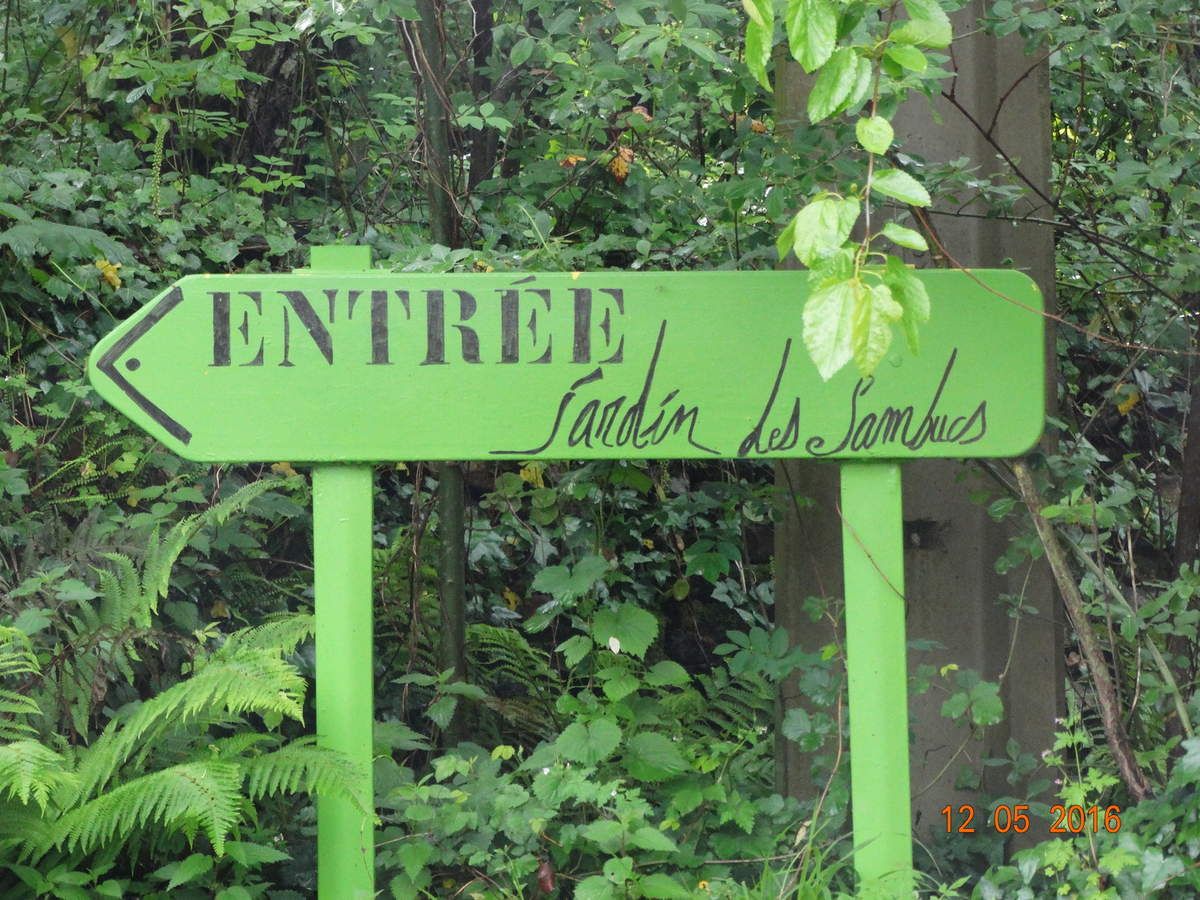 ENTRÉE
jardin des Sambucs
12 05 2016